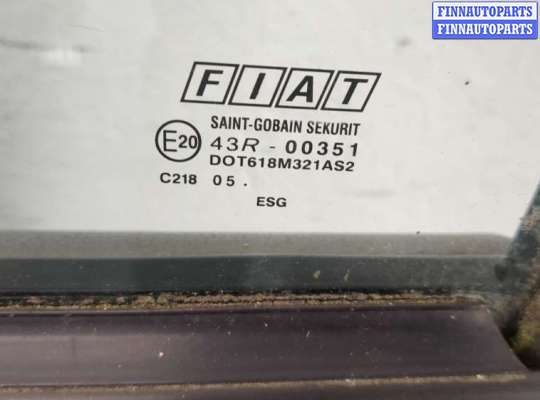 FINNAUTOPARTS
FINNAUTOPARTS
FIAT
SAINT-GOBAIN SEKURIT
E20 43R - 00351
DOT618M321AS2
C218 05 .
ESG